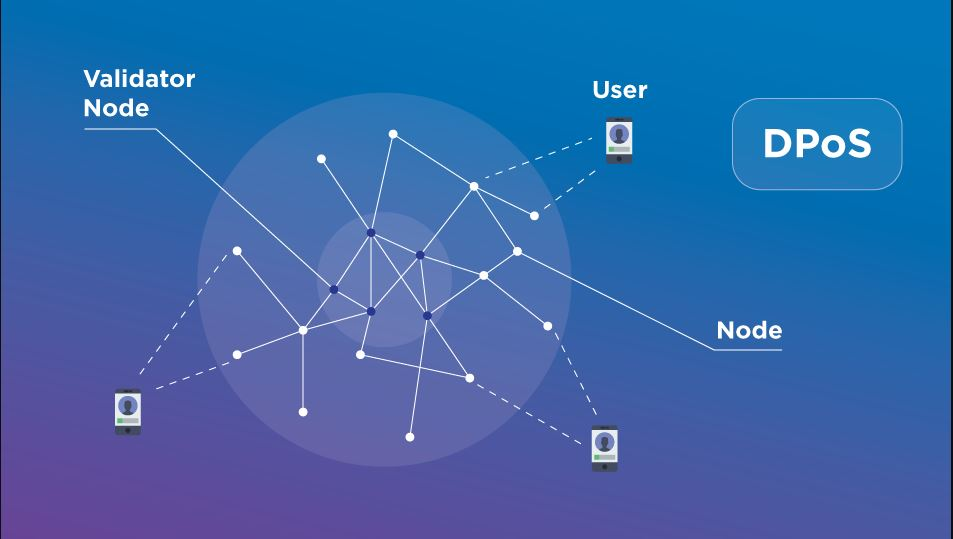 Validator
Node
User
DPoS
Node